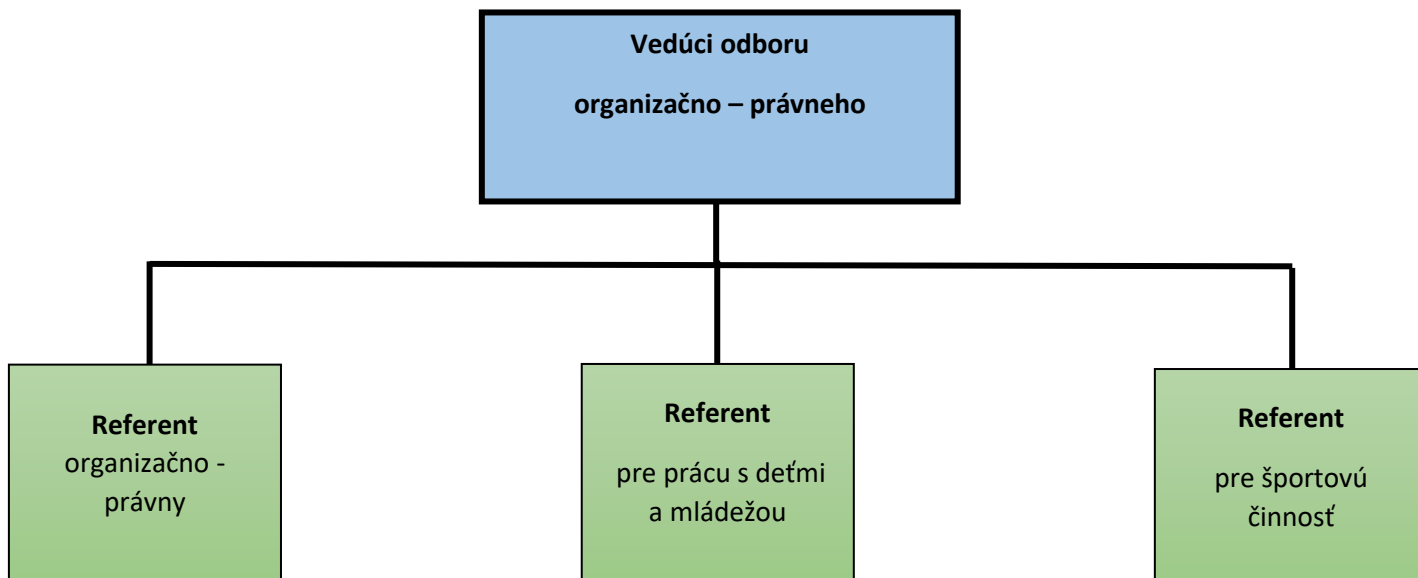 Vedúci odboru
organizačno – právneho
Referent
organizačno -
právny
Referent
pre prácu s deťmi
a mládežou
Referent
pre športovú
činnosť